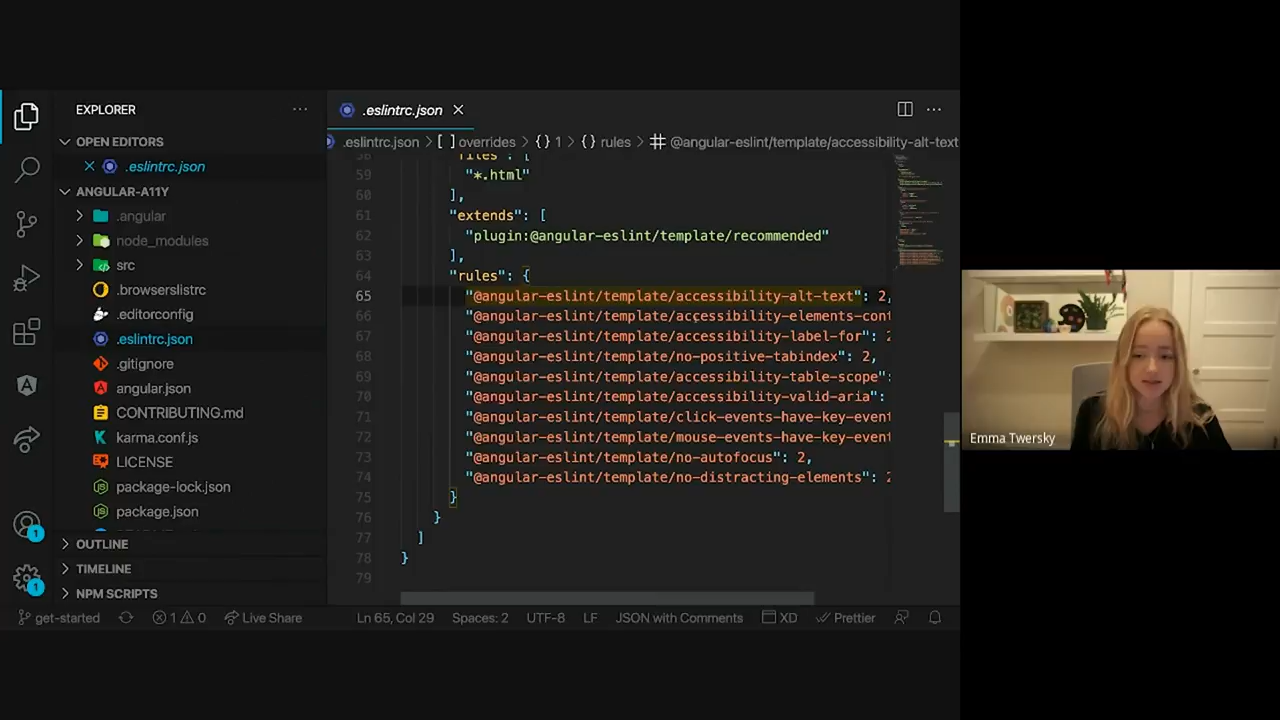 EXPLORER
OPEN EDITORS
.eslintrc.json
ANGULAR-A11Y
.angular
node_modules
src
.browserslistrc
.editorconfig
.eslintrc.json
.gitignore
angular.json
CONTRIBUTING.md
karma.conf.js
LICENSE
package-lock.json
package.json
OUTLINE
TIMELINE
NPM SCRIPTS
1
1
.eslintrc.json
.eslintrc.json > [ ] overrides > {} 1 > {} rules > # @angular-eslint/template/accessibility-alt-text
58 "files": [
59 "*.html"
60 ],
61 "extends": [
62 "plugin:@angular-eslint/template/recommended"
63 ],
64 "rules": {
65 "@angular-eslint/template/accessibility-alt-text": 2,
66 "@angular-eslint/template/accessibility-elements-cont
67 "@angular-eslint/template/accessibility-label-for": 2
68 "@angular-eslint/template/no-positive-tabindex": 2,
69 "@angular-eslint/template/accessibility-table-scope":
70 "@angular-eslint/template/accessibility-valid-aria":
71 "@angular-eslint/template/click-events-have-key-event
72 "@angular-eslint/template/mouse-events-have-key-event
73 "@angular-eslint/template/no-autofocus": 2,
74 "@angular-eslint/template/no-distracting-elements": 2
75 }
76 }
77 ]
78 }
79
get-started 1 0 Live Share Ln 65, Col 29 Spaces: 2 UTF-8 LF JSON with Comments XD Prettier
Emma Twersky